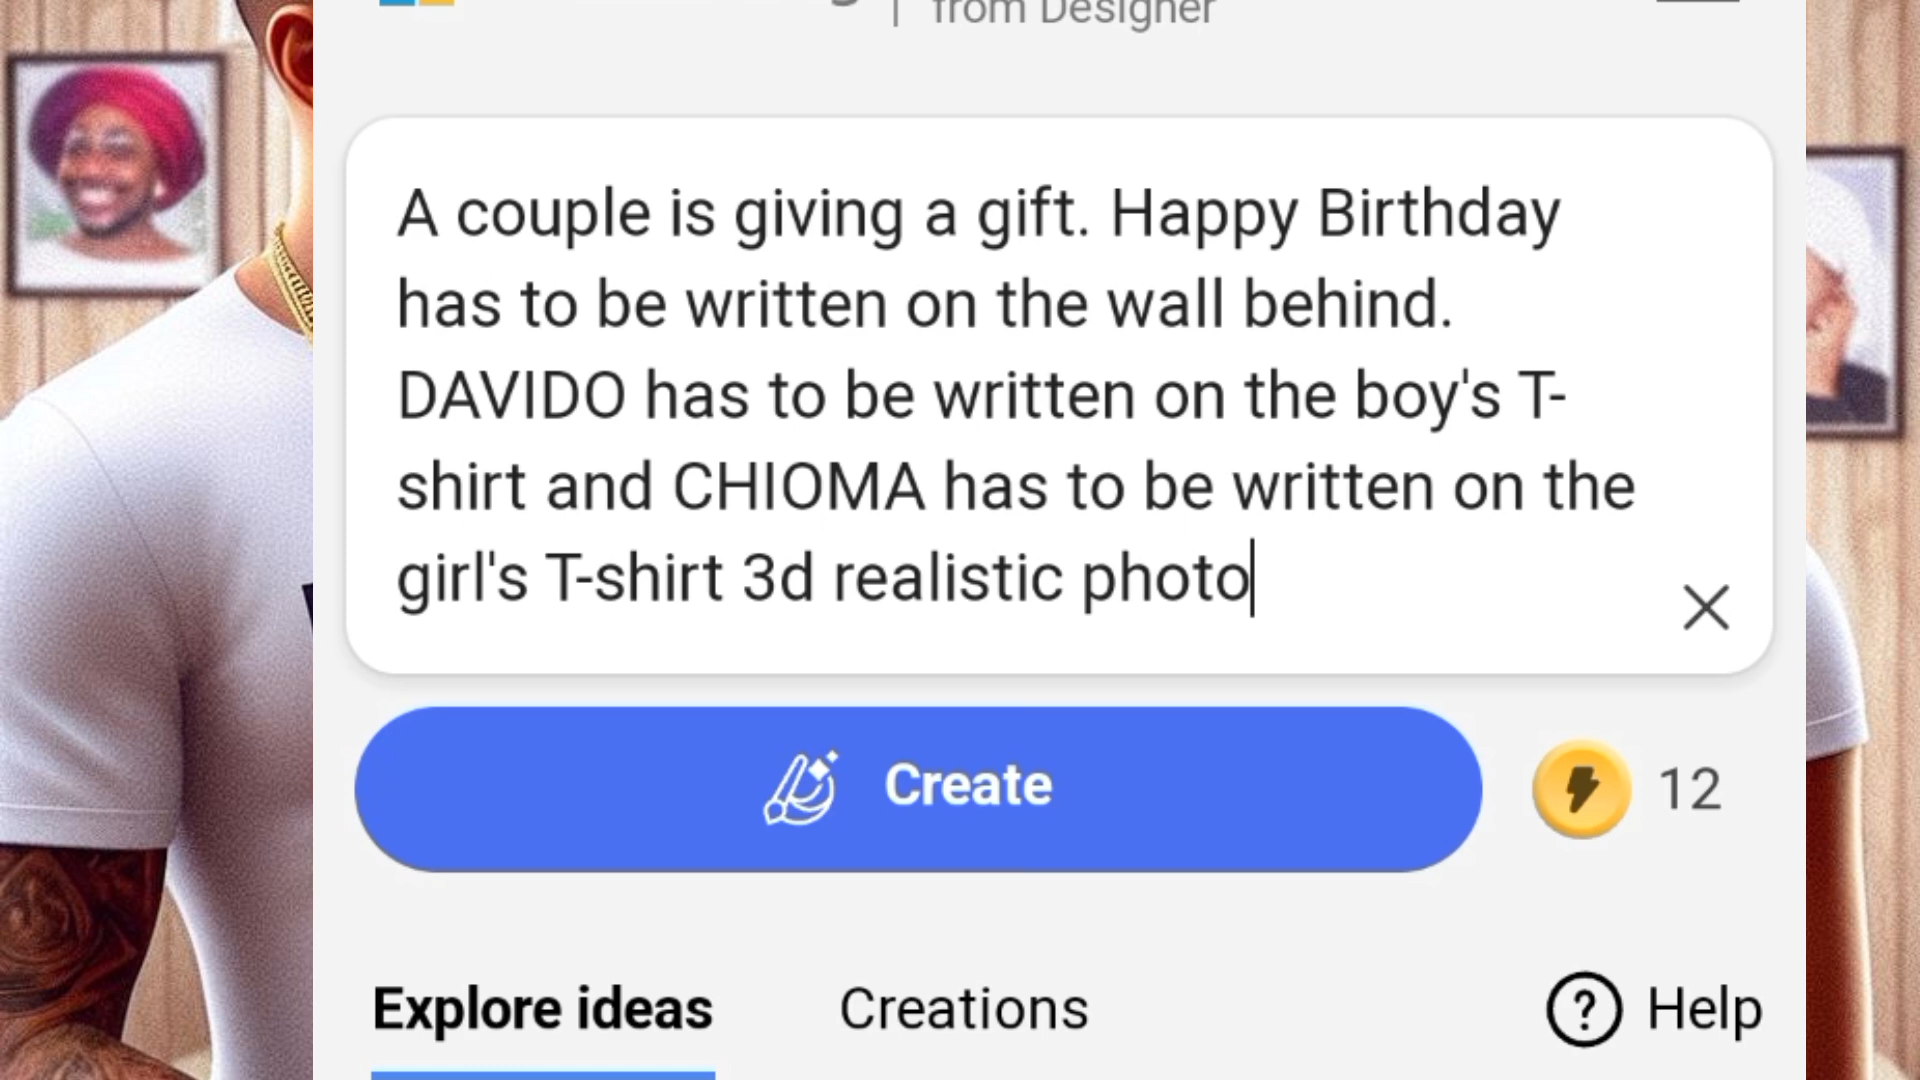 from Designer
A couple is giving a gift. Happy Birthday
has to be written on the wall behind.
DAVIDO has to be written on the boy's T-
shirt and CHIOMA has to be written on the
girl's T-shirt 3d realistic photo
Create
12
Explore ideas
Creations
Help